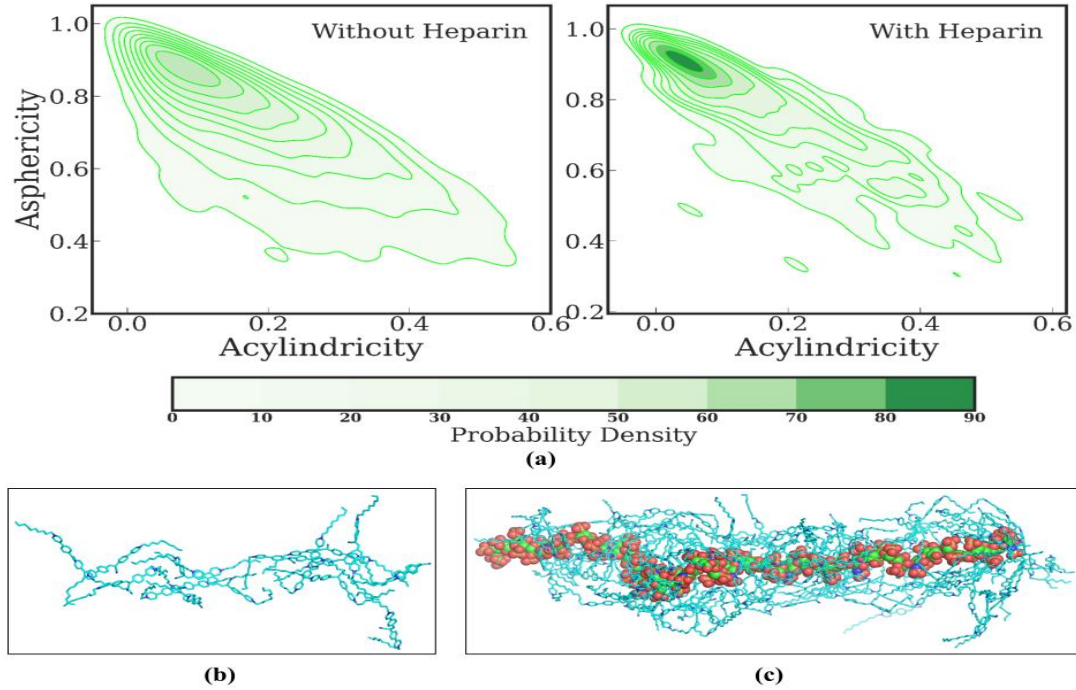 Without Heparin
With Heparin
1.0
0.8
0.6
0.4
0.2
Asphericity
0.0 0.2 0.4 0.6
Acylindricity
1.0
0.8
0.6
0.4
0.2
0.0 0.2 0.4 0.6
Acylindricity
0 10 20 30 40 50 60 70 80 90
Probability Density
(a)
(b)
(c)